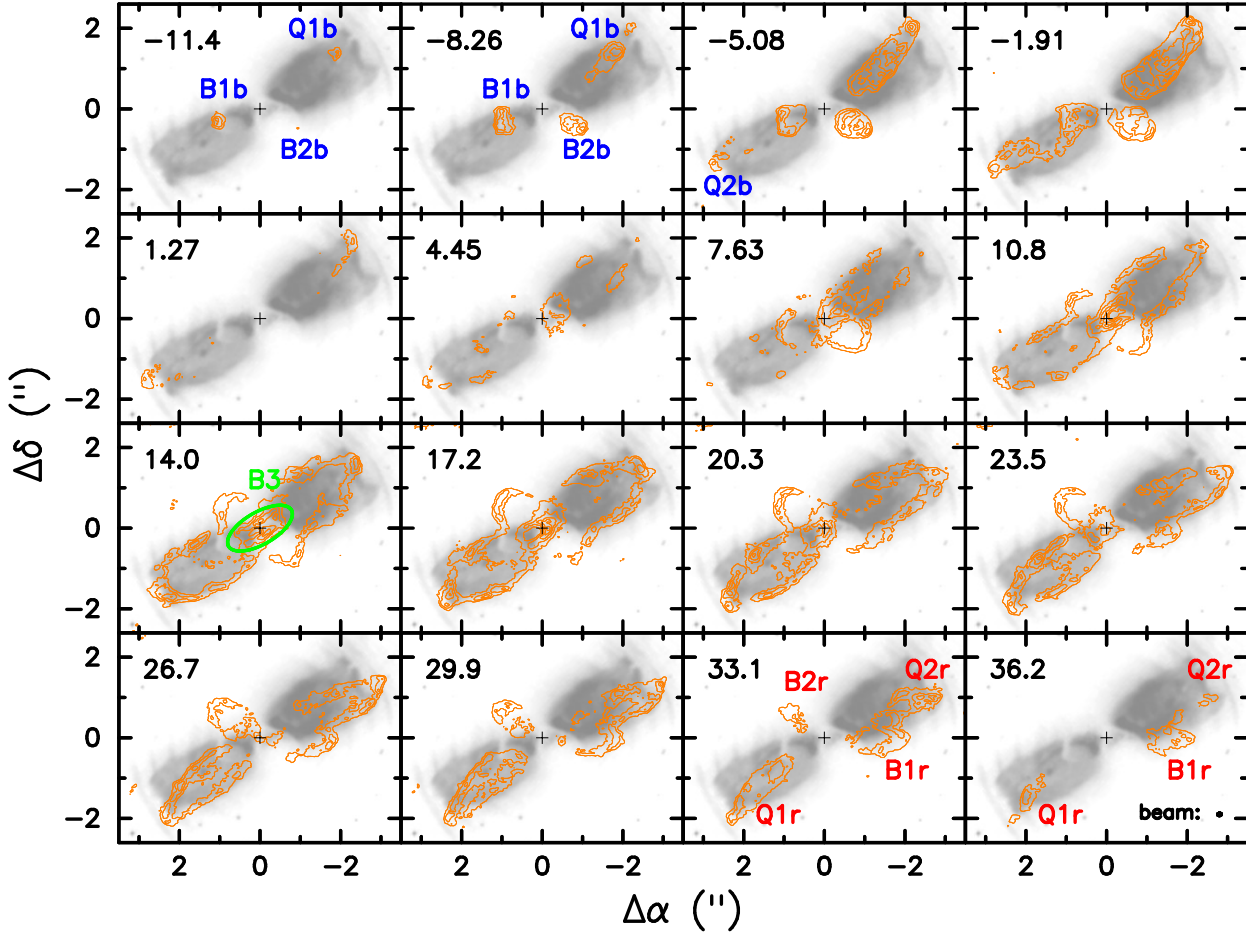 -11.4
Q1b
B1b
B2b
-8.26
Q1b
B1b
B2b
-5.08
Q2b
-1.91
2
0
-2
1.27
4.45
7.63
10.8
2
0
-2
14.0
B3
17.2
20.3
23.5
2
0
-2
26.7
29.9
33.1
B2r
Q2r
B1r
Q1r
36.2
Q2r
B1r
Q1r
beam:
2
0
-2
2 0 -2 2 0 -2 2 0 -2 2 0 -2
Δα (")
Δδ (")